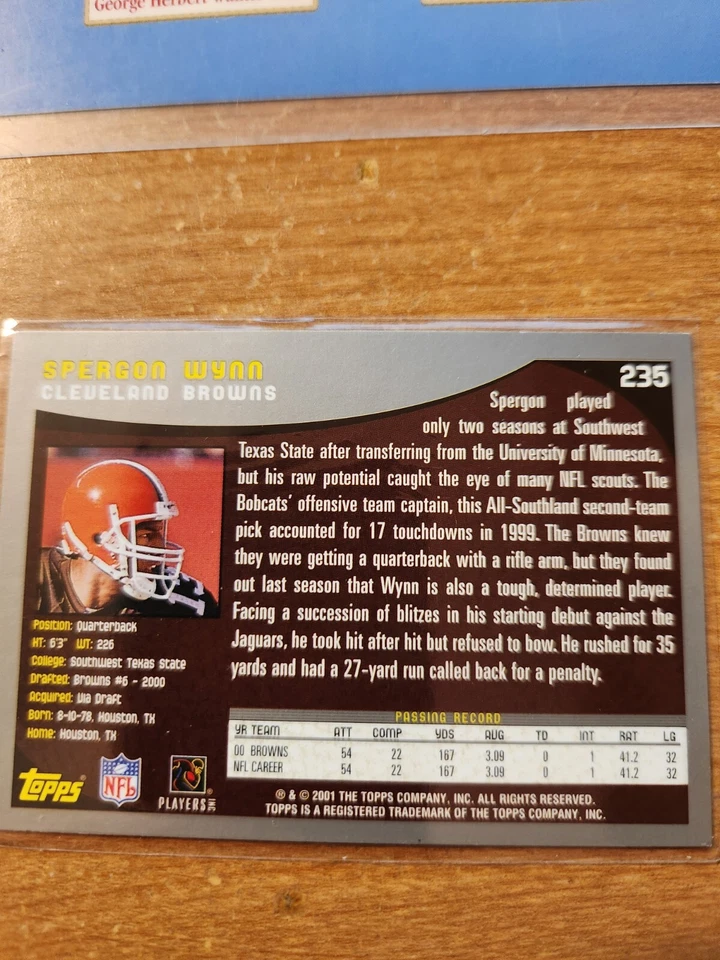 George Herbert
SPERGON WYNN
CLEVELAND BROWNS
235
Spergon played
only two seasons at Southwest
Texas State after transferring from the University of Minnesota,
but his raw potential caught the eye of many NFL scouts. The
Bobcats' offensive team captain, this All-Southland second-team
pick accounted for 17 touchdowns in 1999. The Browns knew
they were getting a quarterback with a rifle arm, but they found
out last season that Wynn is also a tough, determined player.
Facing a succession of blitzes in his starting debut against the
Jaguars, he took hit after hit but refused to bow. He rushed for 35
yards and had a 27-yard run called back for a penalty.
Position: Quarterback
HT: 6'3" WT: 226
College: Southwest Texas State
Drafted: Browns #6 - 2000
Acquired: Via Draft
Born: 8-10-78, Houston, TX
Home: Houston, TX
PASSING RECORD
YR TEAM ATT COMP YDS AVG TD INT RAT LG
00 BROWNS 54 22 167 3.09 0 1 41.2 32
NFL CAREER 54 22 167 3.09 0 1 41.2 32
Topps® NFL PLAYERS INC
® & © 2001 THE TOPPS COMPANY, INC. ALL RIGHTS RESERVED.
TOPPS IS A REGISTERED TRADEMARK OF THE TOPPS COMPANY, INC.